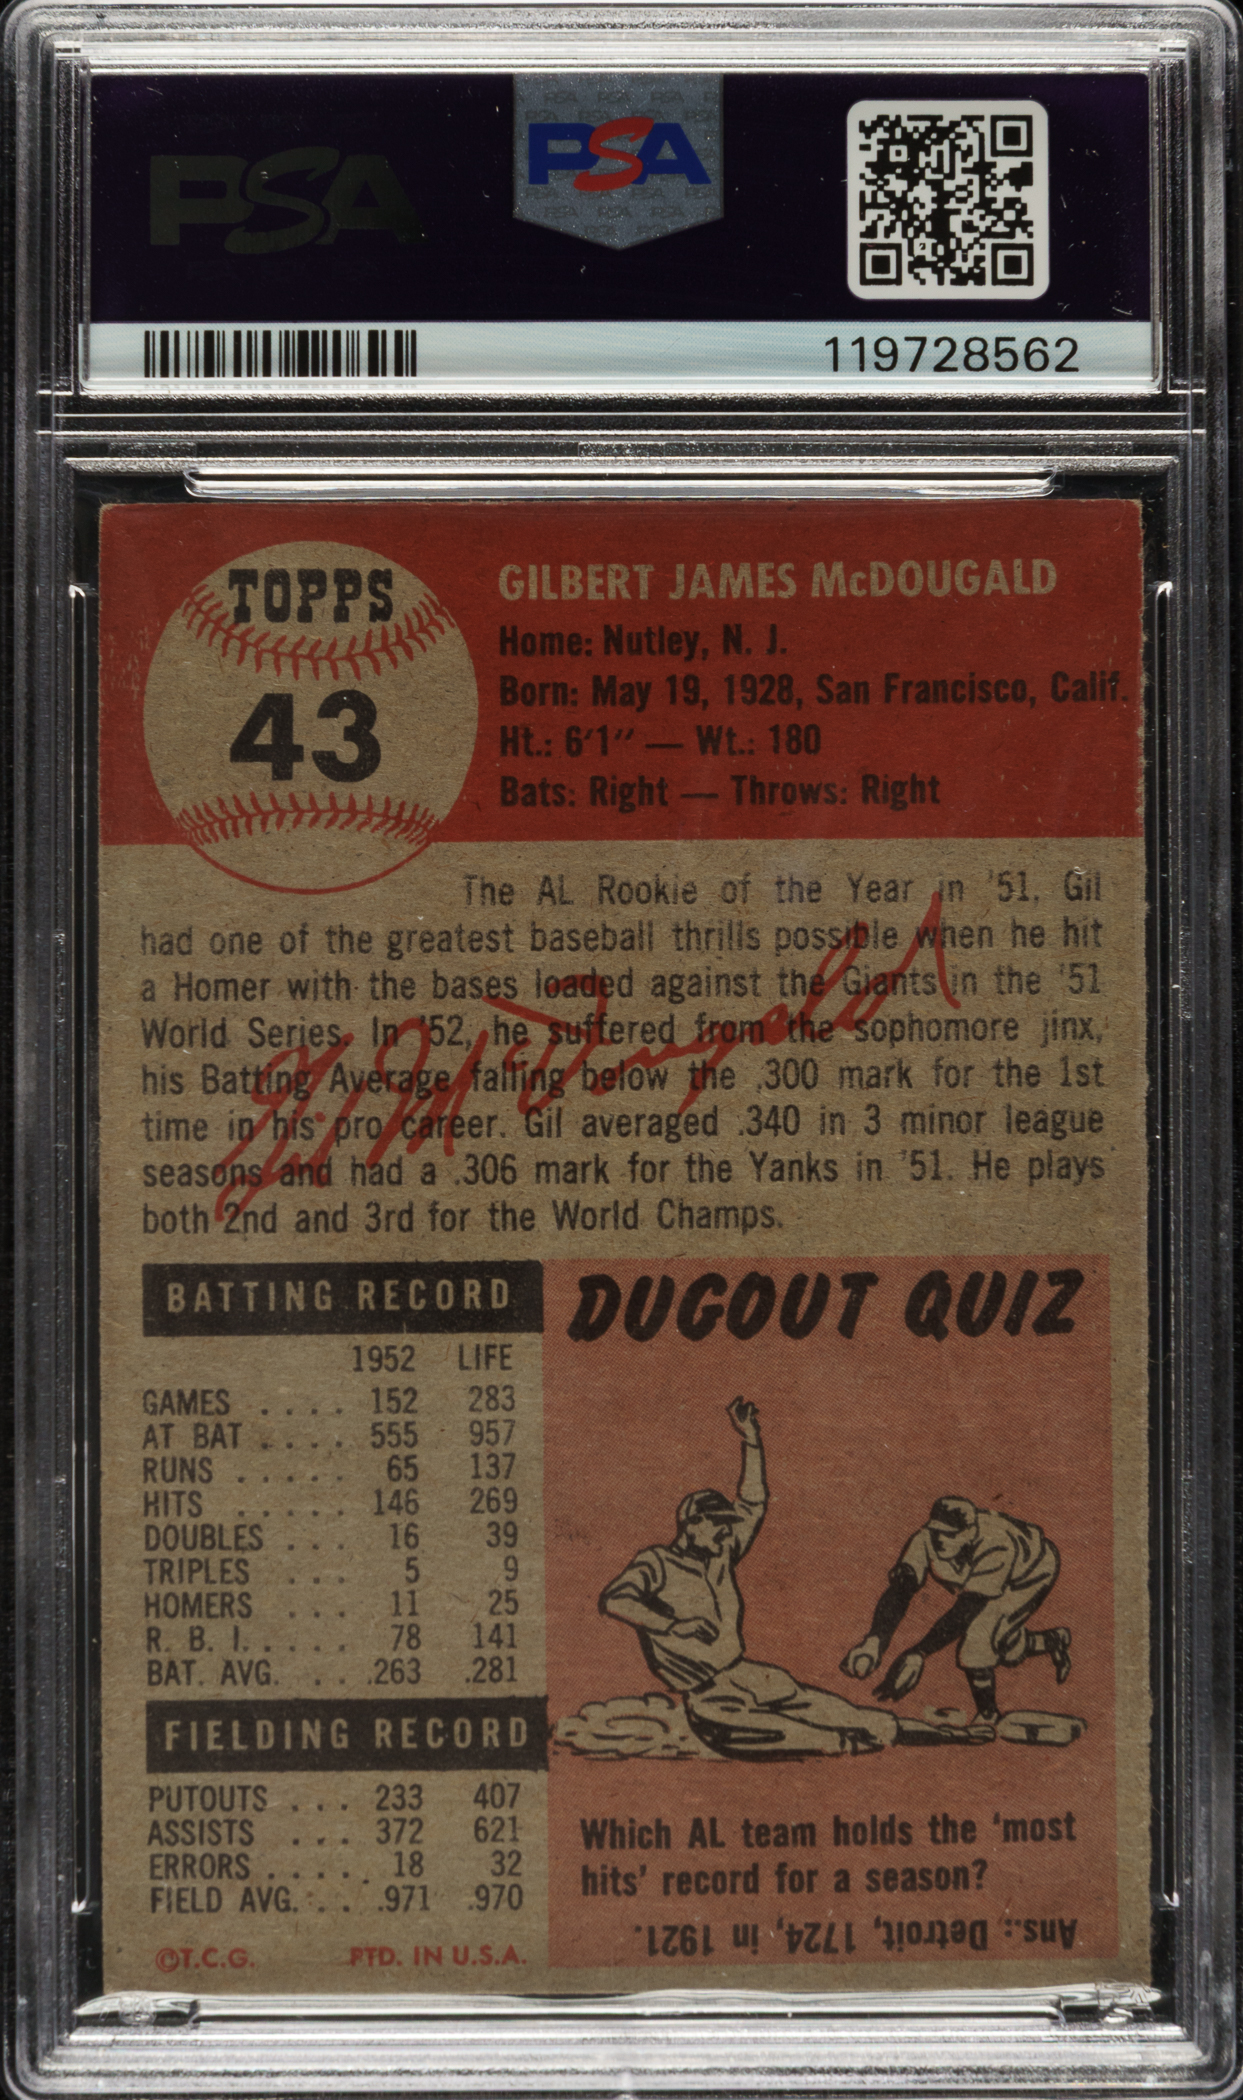 PSA
PSA
119728562
TOPPS
43
GILBERT JAMES McDOUGALD
Home: Nutley, N. J.
Born: May 19, 1928, San Francisco, Calif.
Ht.: 6'1" — Wt.: 180
Bats: Right — Throws: Right
The AL Rookie of the Year in '51, Gil
had one of the greatest baseball thrills possible when he hit
a Homer with the bases loaded against the Giants in the '51
World Series. In '52, he suffered from the sophomore jinx,
his Batting Average falling below the .300 mark for the 1st
time in his pro career. Gil averaged .340 in 3 minor league
seasons and had a .306 mark for the Yanks in '51. He plays
both 2nd and 3rd for the World Champs.
Gil McDougald
BATTING RECORD
1952 LIFE
GAMES .... 152 283
AT BAT .... 555 957
RUNS ..... 65 137
HITS ..... 146 269
DOUBLES ... 16 39
TRIPLES ... 5 9
HOMERS ... 11 25
R. B. I. .... 78 141
BAT. AVG. .. .263 .281
FIELDING RECORD
PUTOUTS ... 233 407
ASSISTS ... 372 621
ERRORS ..... 18 32
FIELD AVG. .. .971 .970
©T.C.G. PTD. IN U.S.A.
DUGOUT QUIZ
Which AL team holds the 'most
hits' record for a season?
Ans.: Detroit, 1724, in 1921.